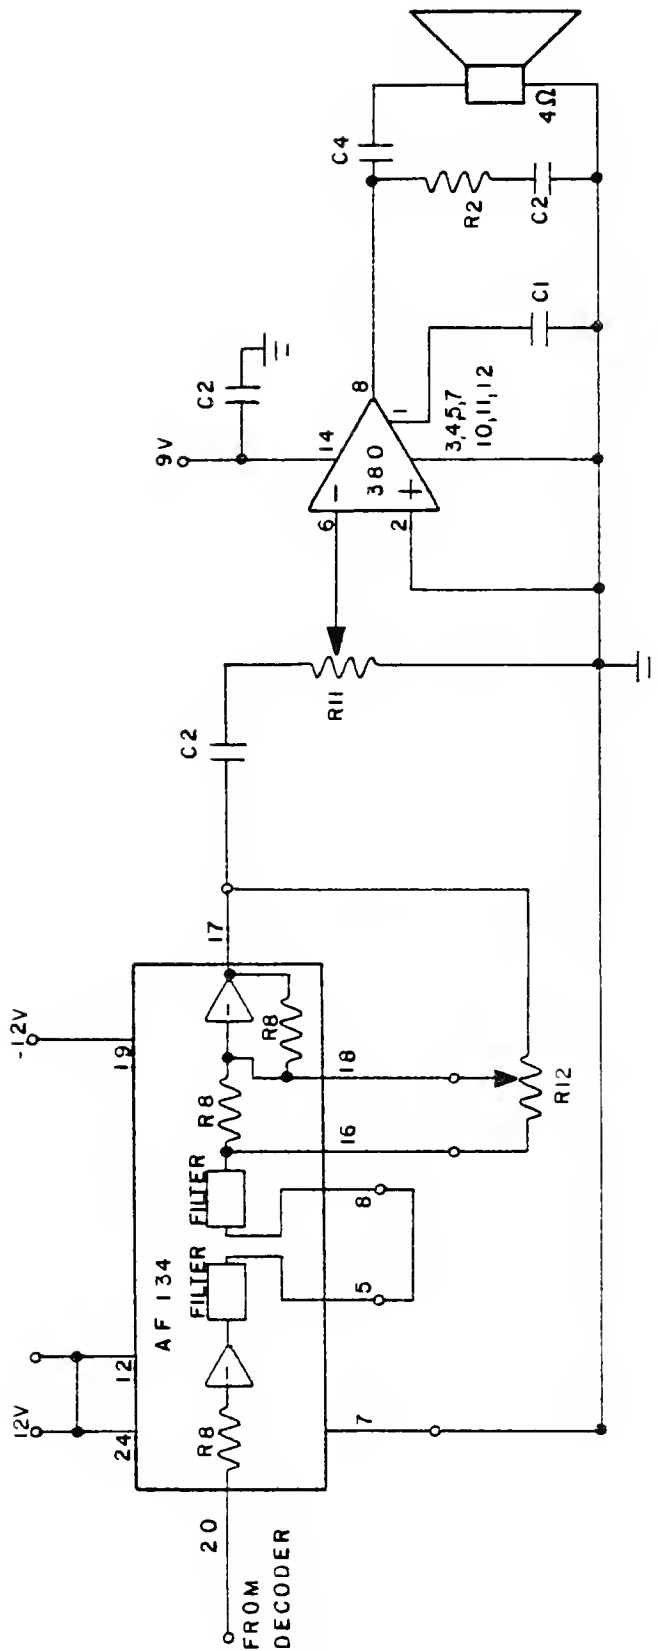 FROM
DECODER
20
R8
AF 134
FILTER
FILTER
R8
R8
12V
24
12
-12V
19
17
7
5
8
16
18
R12
C2
R11
9V
C2
14
6
2
380
−
+
8
1
3,4,5,7
10,11,12
C1
C4
R2
C2
4Ω